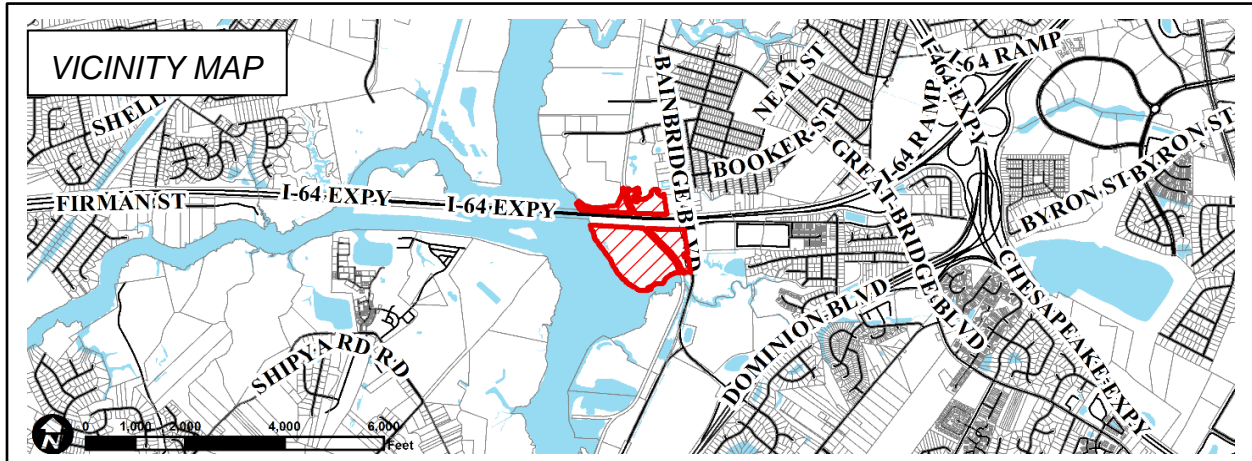 VICINITY MAP
SHELL
FIRMAN ST
I-64 EXPY
I-64 EXPY
BAINBRIDGE BLVD
NEAL ST
BOOKER ST
GREAT BRIDGE BLVD
I-64 RAMP
I-464 EXPY
I-64 RAMP
BYRON ST
BYRON ST
CHESAPEAKE EXPY
DOMINION BLVD
SHIPYARD RD
N
0 1,000 2,000 4,000 6,000
Feet